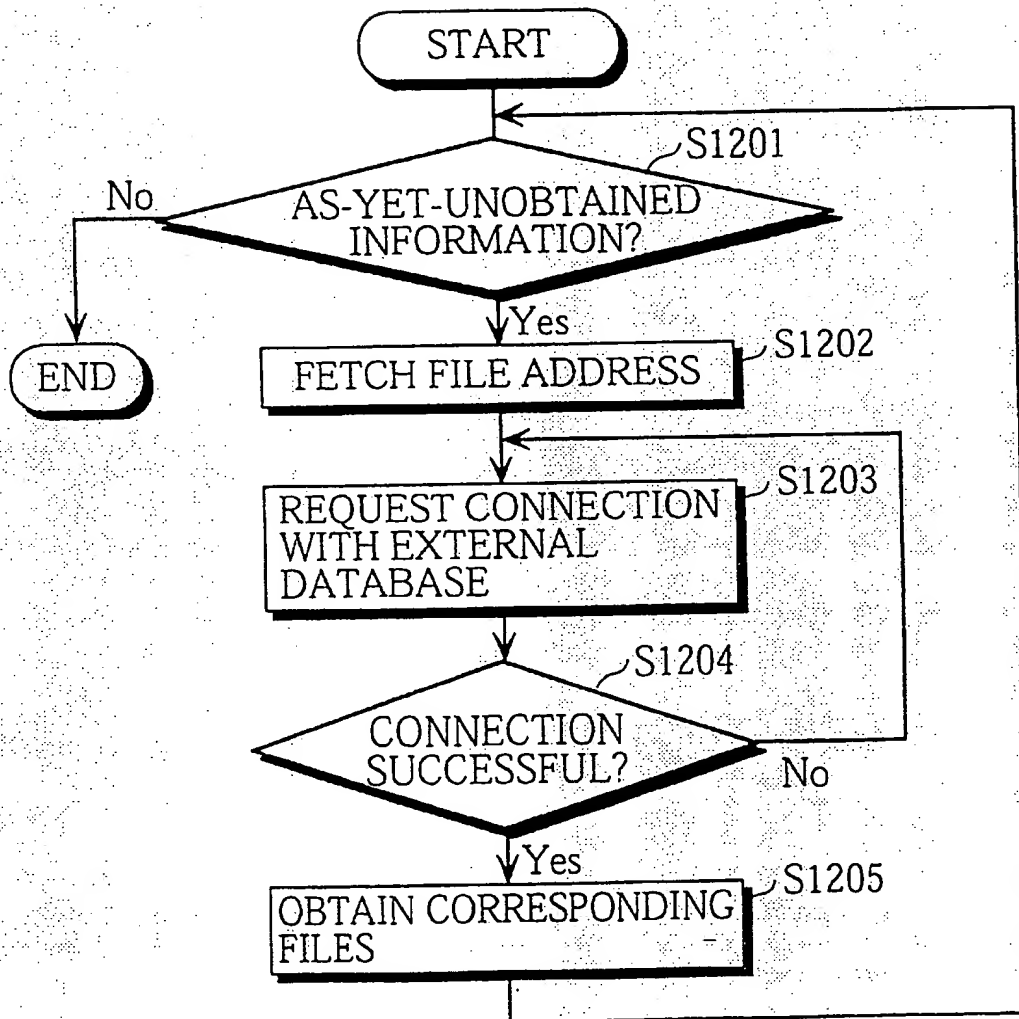 START
S1201
No
AS-YET-UNOBTAINED
INFORMATION?
Yes
S1202
END
FETCH FILE ADDRESS
S1203
REQUEST CONNECTION
WITH EXTERNAL
DATABASE
S1204
CONNECTION
SUCCESSFUL?
No
Yes
S1205
OBTAIN CORRESPONDING
FILES